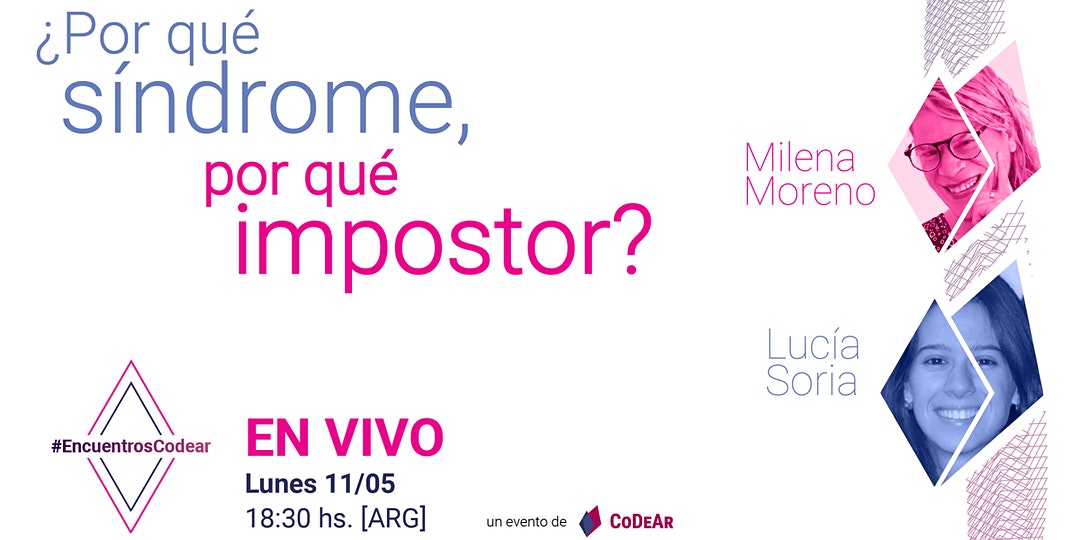 ¿Por qué
síndrome,
por qué
impostor?
Milena
Moreno
Lucía
Soria
#EncuentrosCodear
EN VIVO
Lunes 11/05
18:30 hs. [ARG]
un evento de CODEAR